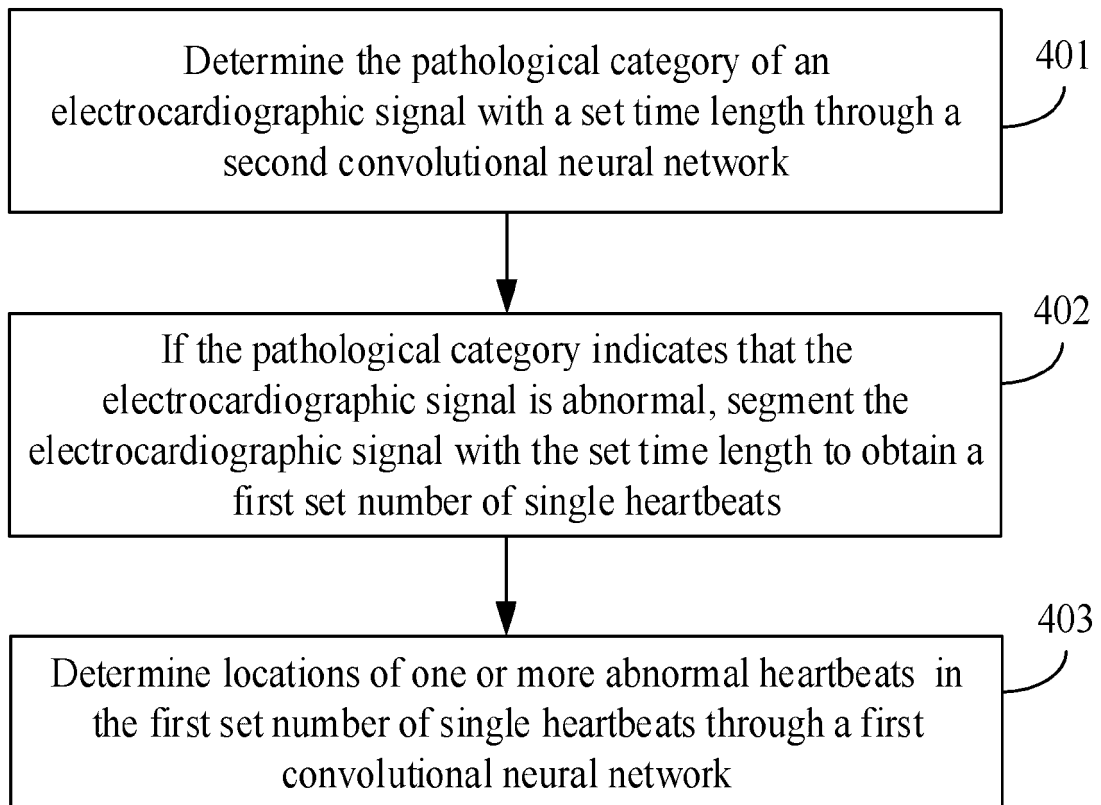 Determine the pathological category of an
electrocardiographic signal with a set time length through a
second convolutional neural network
401
If the pathological category indicates that the
electrocardiographic signal is abnormal, segment the
electrocardiographic signal with the set time length to obtain a
first set number of single heartbeats
402
Determine locations of one or more abnormal heartbeats in
the first set number of single heartbeats through a first
convolutional neural network
403